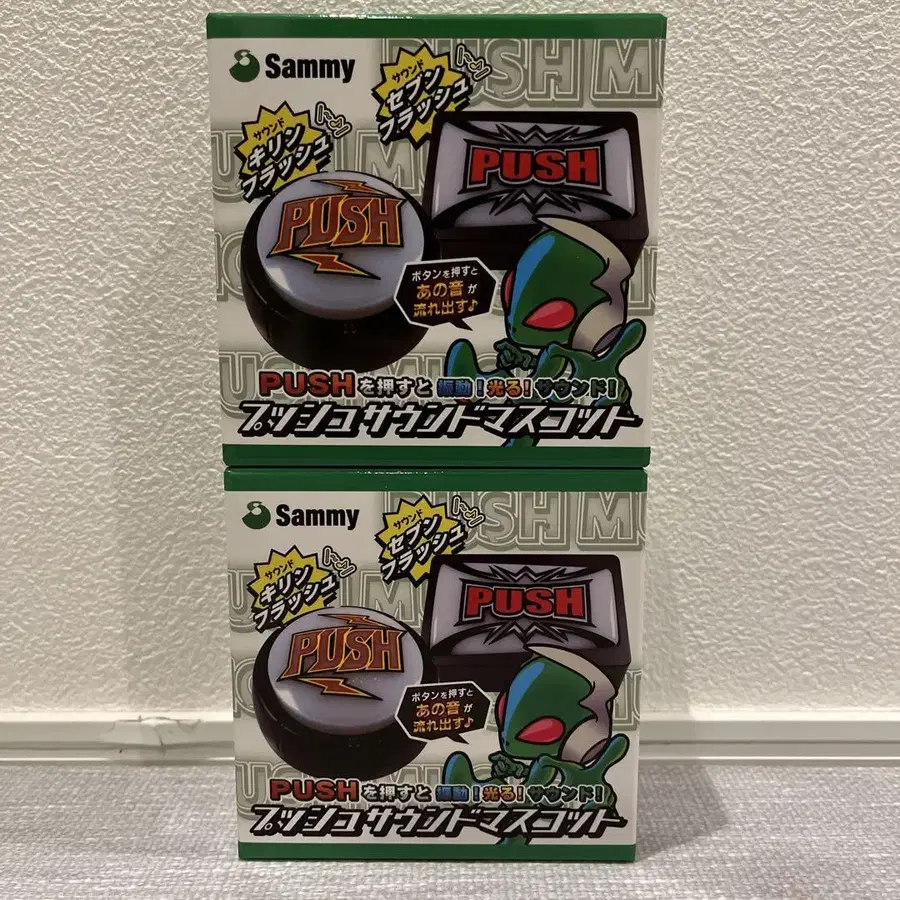 Sammy
サウンド
セブン
フラッシュ
サウンド
キリン
フラッシュ
PUSH
PUSH
ボタンを押すと
あの音が
流れ出す♪
PUSHを押すと振動!光る!サウンド!
プッシュサウンドマスコット
Sammy
サウンド
セブン
フラッシュ
サウンド
キリン
フラッシュ
PUSH
PUSH
ボタンを押すと
あの音が
流れ出す♪
PUSHを押すと振動!光る!サウンド!
プッシュサウンドマスコット